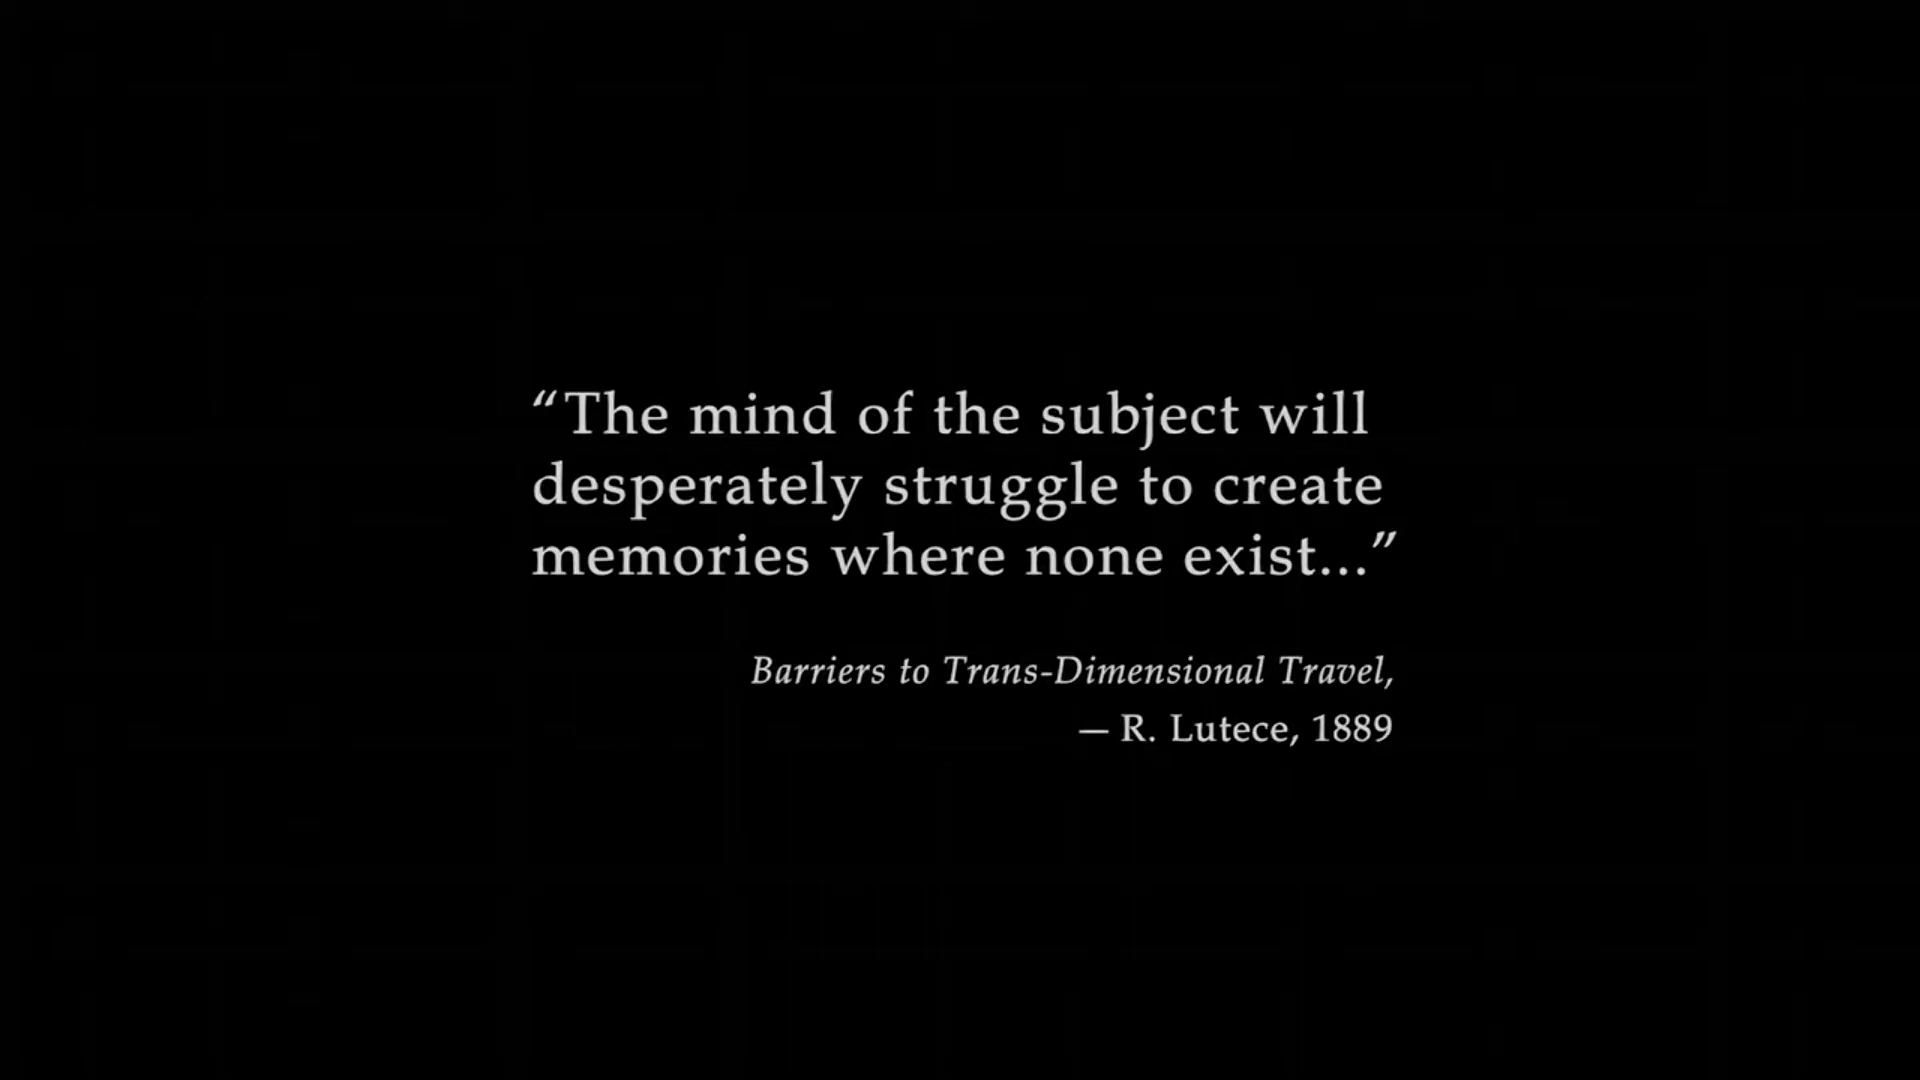 “The mind of the subject will
desperately struggle to create
memories where none exist...”
Barriers to Trans-Dimensional Travel,
— R. Lutece, 1889